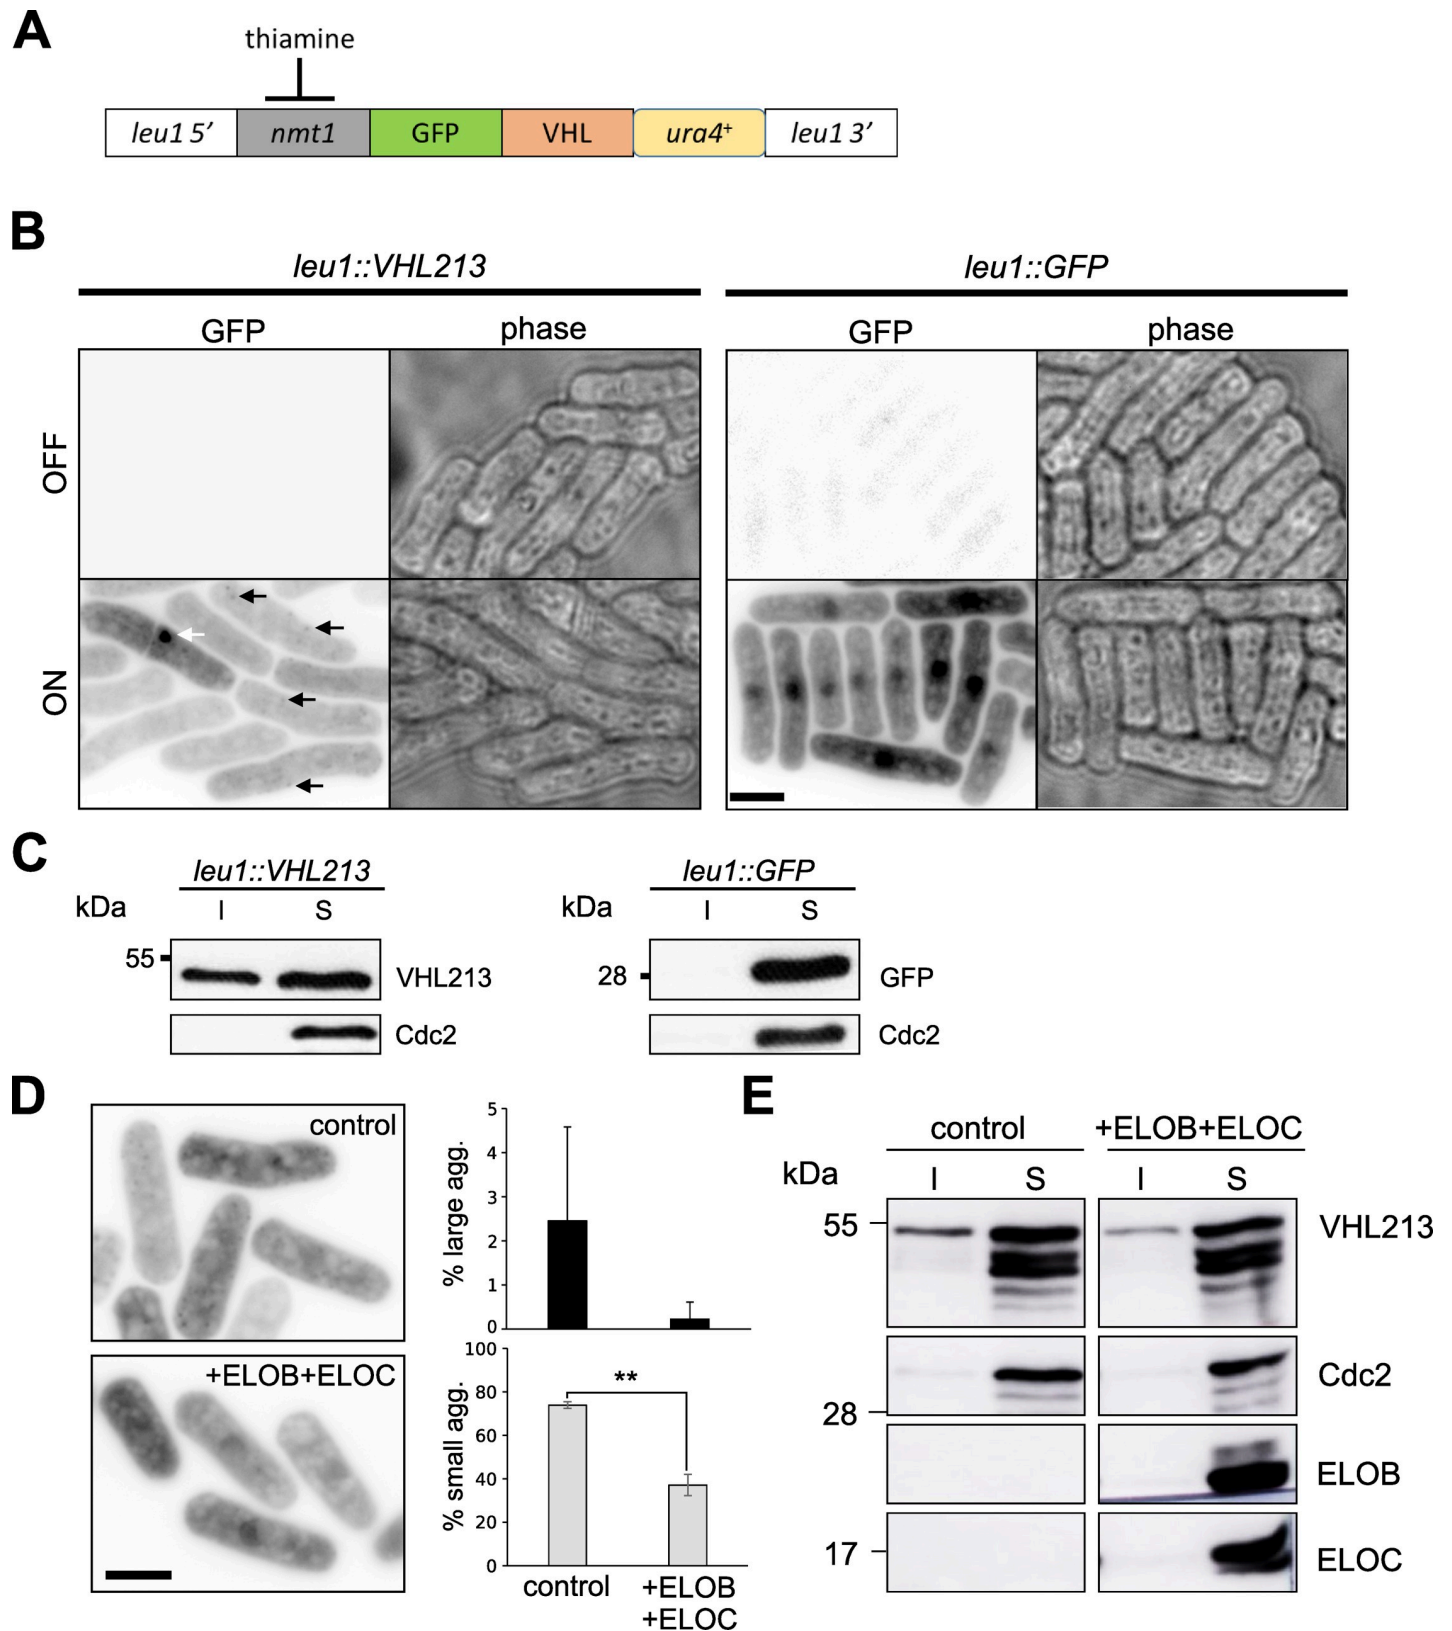 A
thiamine
leu1 5’ nmt1 GFP VHL ura4+ leu1 3’
B
leu1::VHL213 leu1::GFP
GFP phase GFP phase
OFF
ON
C
leu1::VHL213 leu1::GFP
kDa I S kDa I S
55 VHL213 28 GFP
Cdc2 Cdc2
D
control
+ELOB+ELOC
% large agg.
5
4
3
2
1
0
% small agg.
100
80
60
40
20
0
**
control +ELOB
+ELOC
E
control +ELOB+ELOC
kDa I S I S
55 VHL213
Cdc2
28
ELOB
17 ELOC